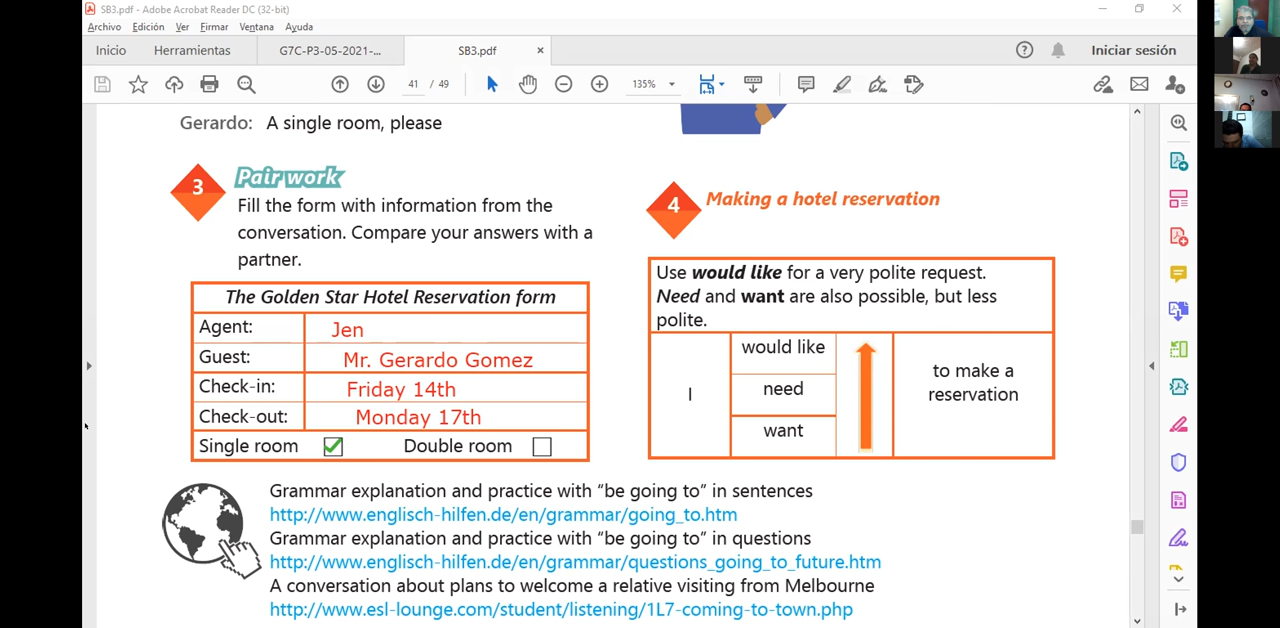 SB3.pdf - Adobe Acrobat Reader DC (32-bit)
Archivo Edición Ver Firmar Ventana Ayuda
Inicio Herramientas G7C-P3-05-2021-... SB3.pdf × Iniciar sesión
41 / 49 135%
Gerardo: A single room, please
3 Pair work
Fill the form with information from the
conversation. Compare your answers with a
partner.
The Golden Star Hotel Reservation form
Agent: Jen
Guest: Mr. Gerardo Gomez
Check-in: Friday 14th
Check-out: Monday 17th
Single room Double room
4 Making a hotel reservation
Use would like for a very polite request.
Need and want are also possible, but less
polite.
I
would like
need
want
to make a
reservation
Grammar explanation and practice with “be going to” in sentences
http://www.englisch-hilfen.de/en/grammar/going_to.htm
Grammar explanation and practice with “be going to” in questions
http://www.englisch-hilfen.de/en/grammar/questions_going_to_future.htm
A conversation about plans to welcome a relative visiting from Melbourne
http://www.esl-lounge.com/student/listening/1L7-coming-to-town.php